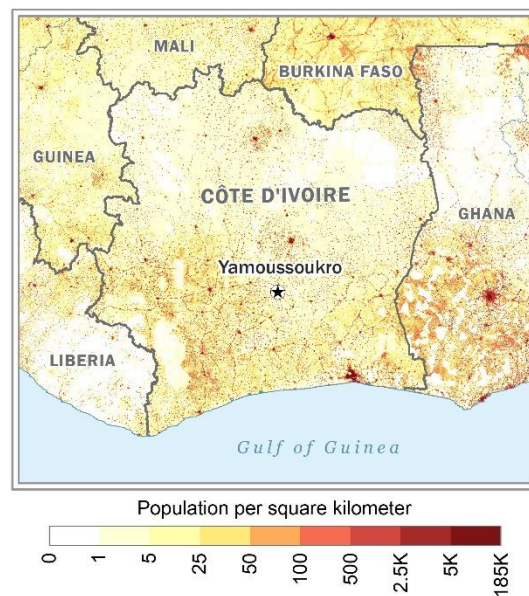 MALI
BURKINA FASO
GUINEA
CÔTE D'IVOIRE
GHANA
Yamoussoukro
LIBERIA
Gulf of Guinea
Population per square kilometer
0 1 5 25 50 100 500 2.5K 5K 185K